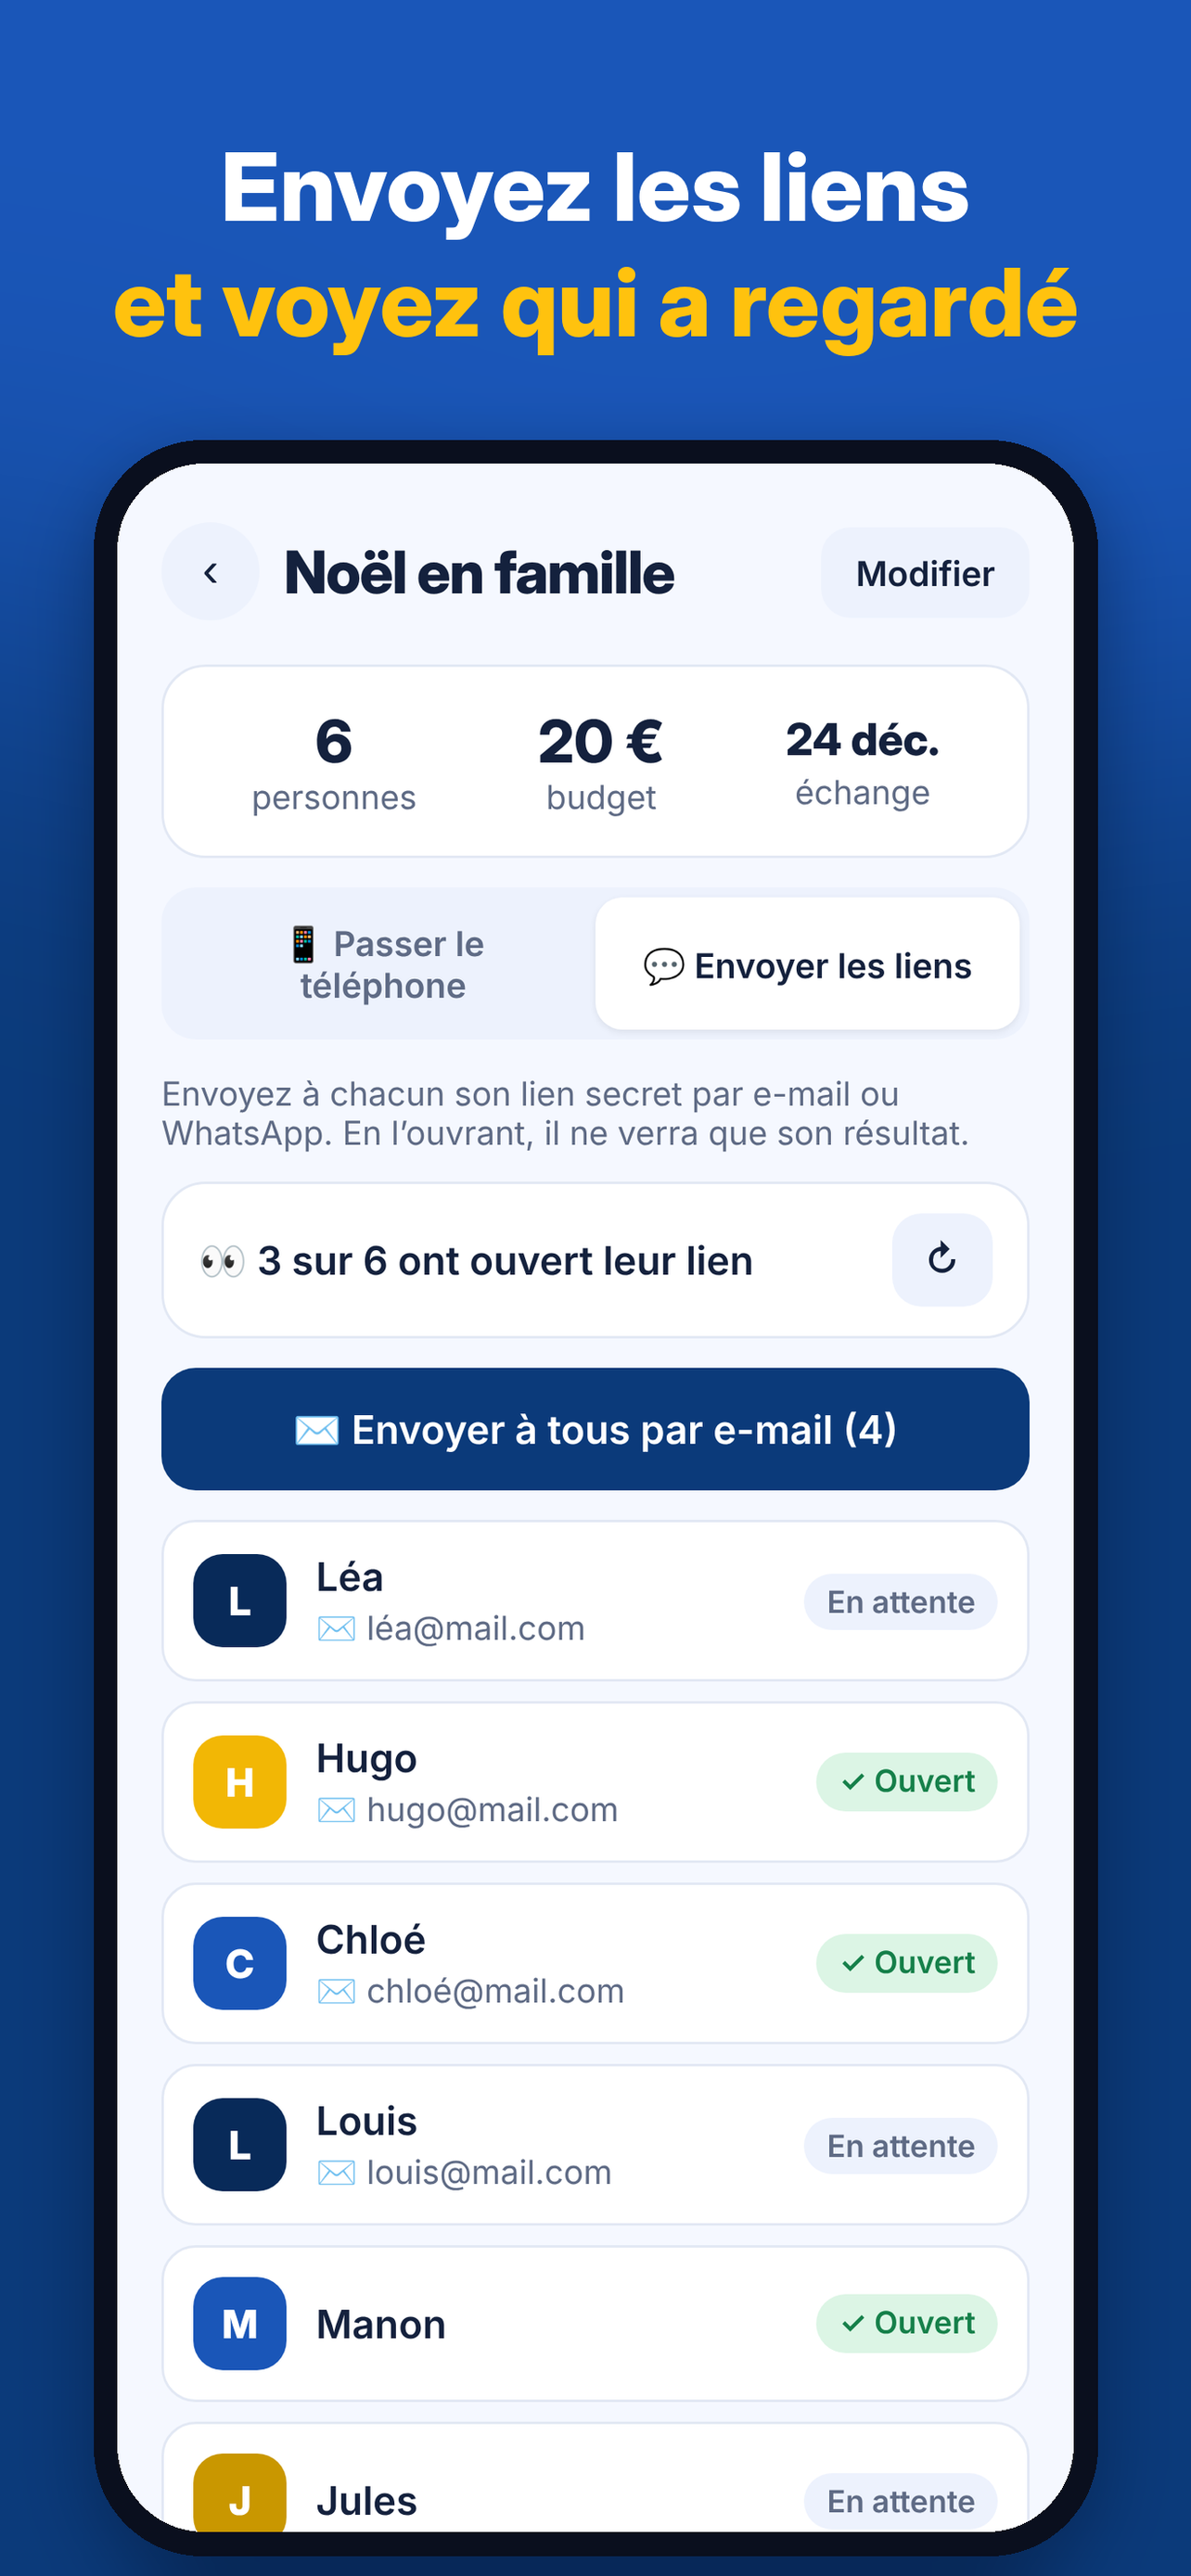 Envoyez les liens
et voyez qui a regardé
‹ Noël en famille Modifier
6 20 € 24 déc.
personnes budget échange
📱 Passer le
téléphone
💬 Envoyer les liens
Envoyez à chacun son lien secret par e-mail ou
WhatsApp. En l’ouvrant, il ne verra que son résultat.
👀 3 sur 6 ont ouvert leur lien ↻
✉️ Envoyer à tous par e-mail (4)
L Léa
✉️ léa@mail.com
En attente
H Hugo
✉️ hugo@mail.com
✓ Ouvert
C Chloé
✉️ chloé@mail.com
✓ Ouvert
L Louis
✉️ louis@mail.com
En attente
M Manon ✓ Ouvert
J Jules En attente